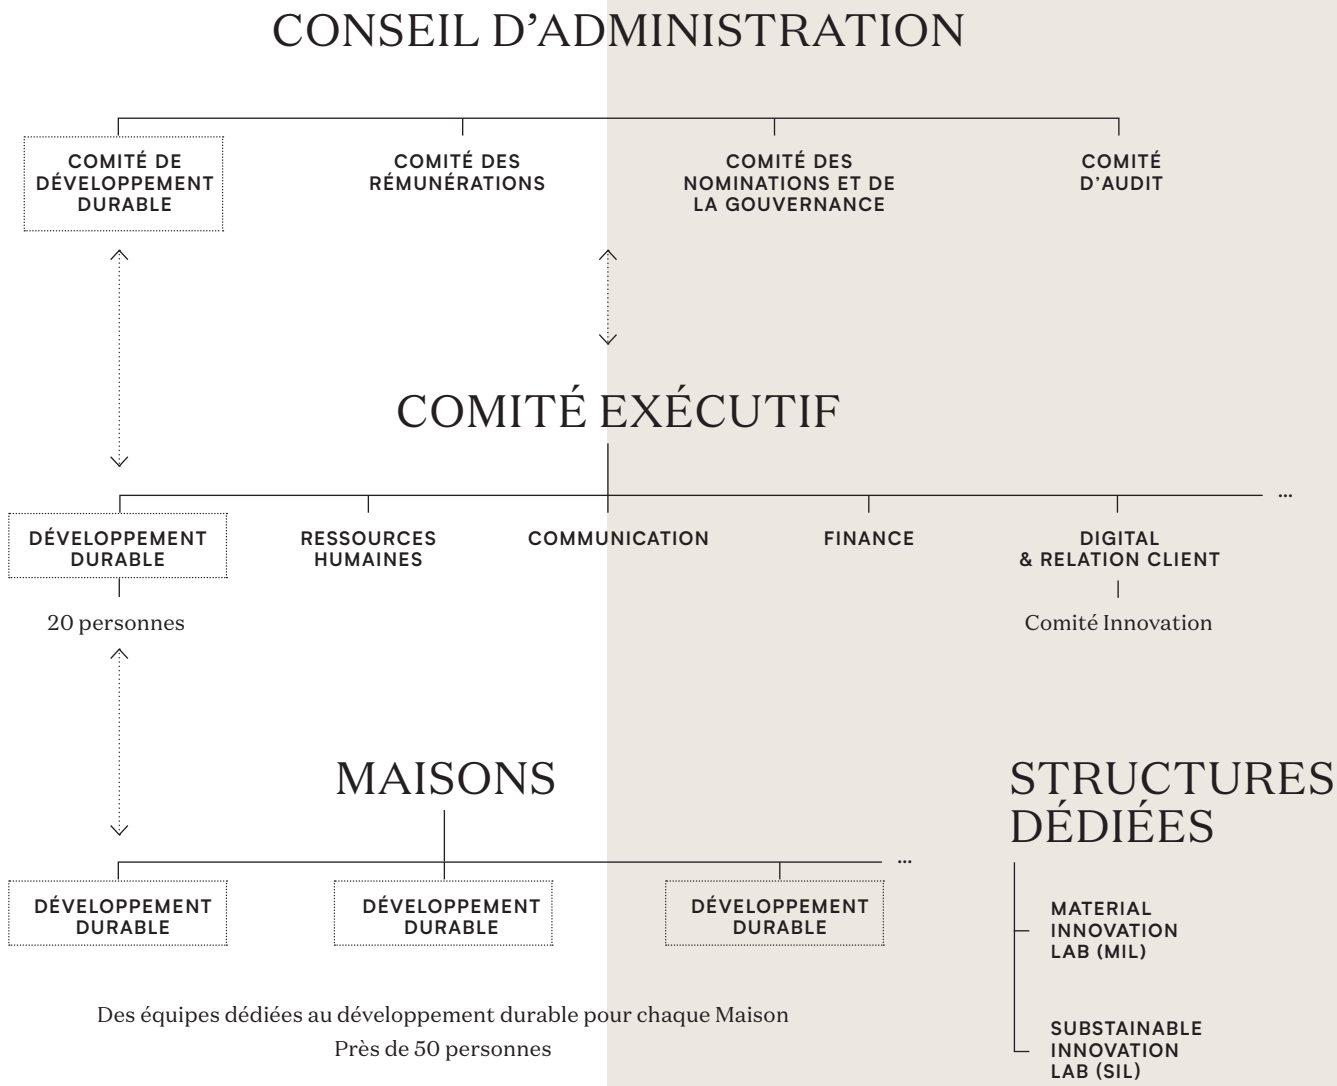 CONSEIL D’ADMINISTRATION
COMITÉ DE
DÉVELOPPEMENT
DURABLE
COMITÉ DES
RÉMUNÉRATIONS
COMITÉ DES
NOMINATIONS ET DE
LA GOUVERNANCE
COMITÉ
D’AUDIT
COMITÉ EXÉCUTIF
...
DÉVELOPPEMENT
DURABLE
RESSOURCES
HUMAINES
COMMUNICATION
FINANCE
DIGITAL
& RELATION CLIENT
20 personnes
Comité Innovation
MAISONS
...
DÉVELOPPEMENT
DURABLE
DÉVELOPPEMENT
DURABLE
DÉVELOPPEMENT
DURABLE
Des équipes dédiées au développement durable pour chaque Maison
Près de 50 personnes
STRUCTURES
DÉDIÉES
MATERIAL
INNOVATION
LAB (MIL)
SUBSTAINABLE
INNOVATION
LAB (SIL)